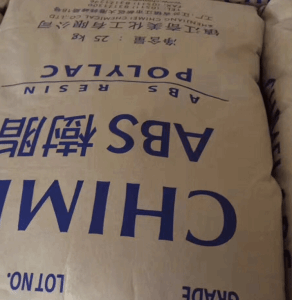 GRADE
LOT NO.
CHIME
ABS 樹脂
ABS RESIN
POLYLAC
净含量：25 kg
镇江奇美化工有限公司